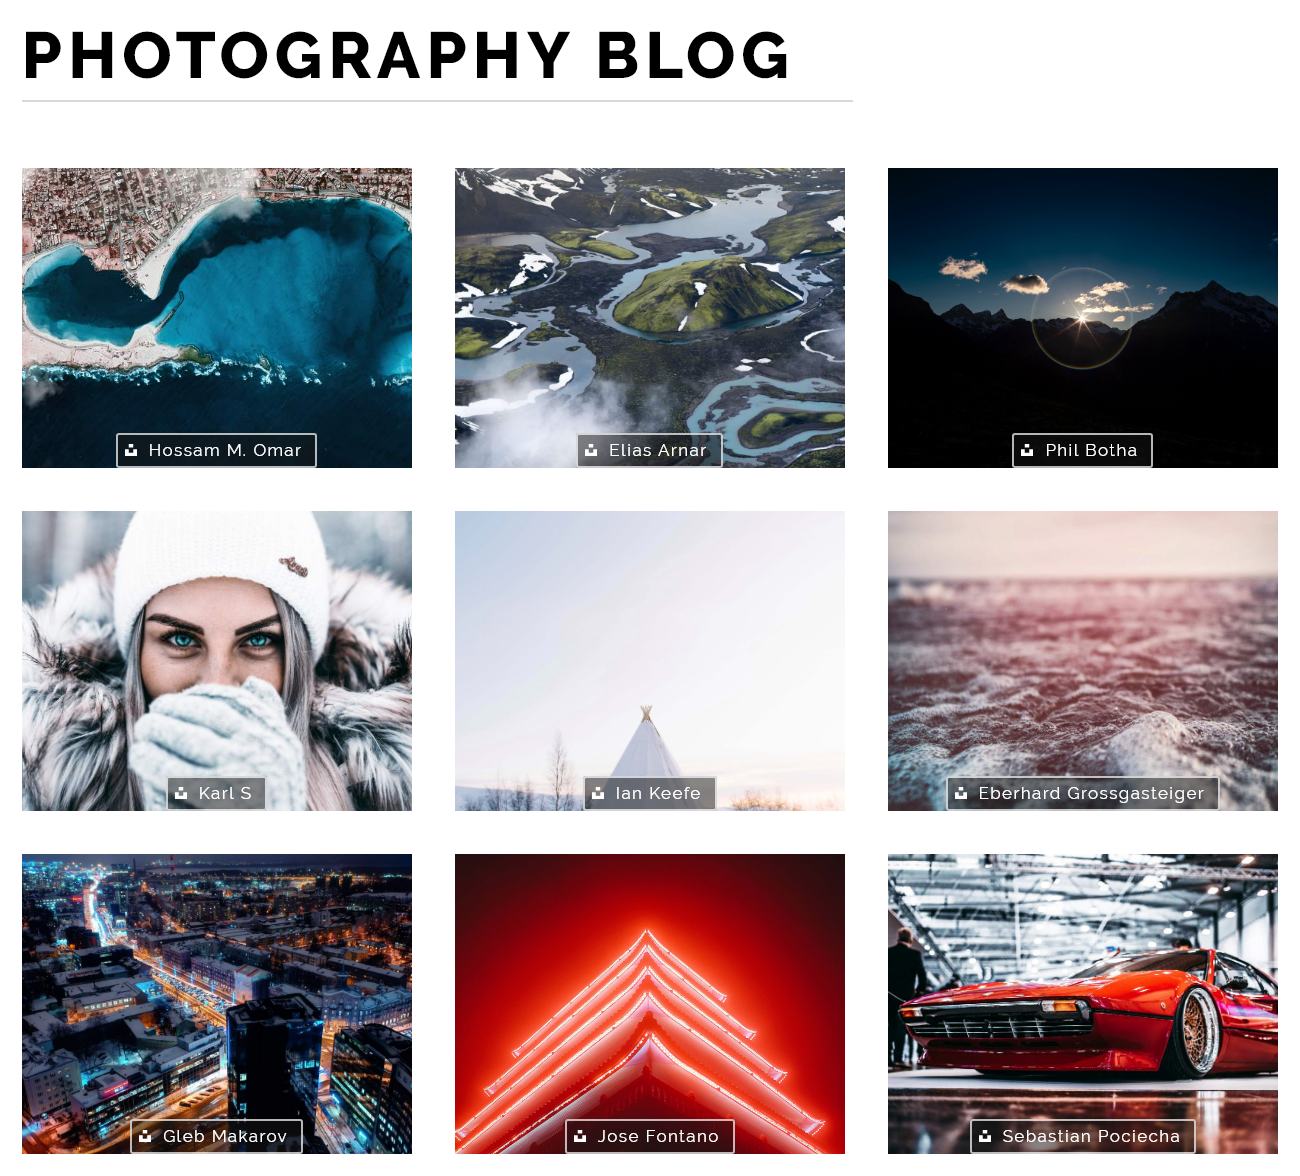 PHOTOGRAPHY BLOG
Hossam M. Omar
Elias Arnar
Phil Botha
Karl S
Ian Keefe
Eberhard Grossgasteiger
Gleb Makarov
Jose Fontano
Sebastian Pociecha